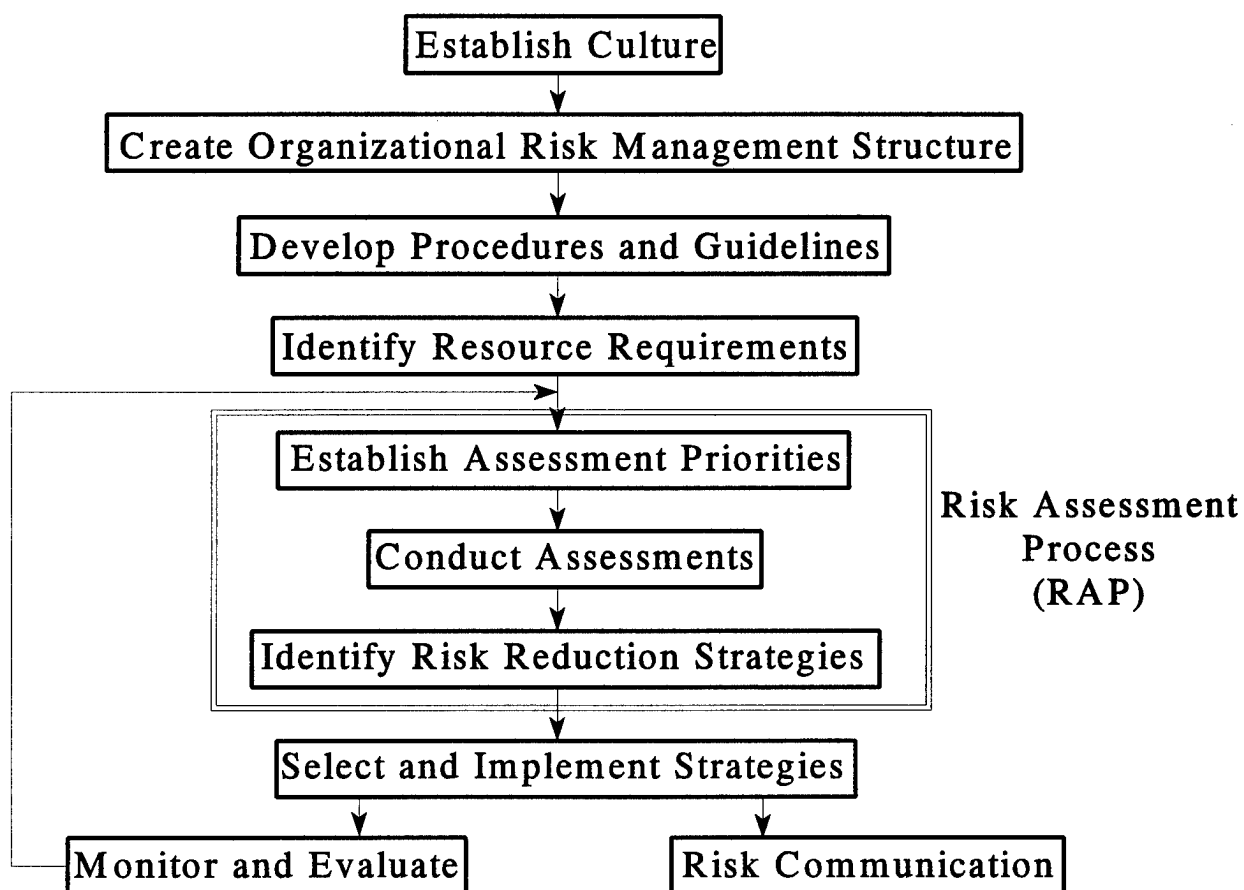 Establish Culture
Create Organizational Risk Management Structure
Develop Procedures and Guidelines
Identify Resource Requirements
Establish Assessment Priorities
Conduct Assessments
Identify Risk Reduction Strategies
Risk Assessment
Process
(RAP)
Select and Implement Strategies
Monitor and Evaluate
Risk Communication